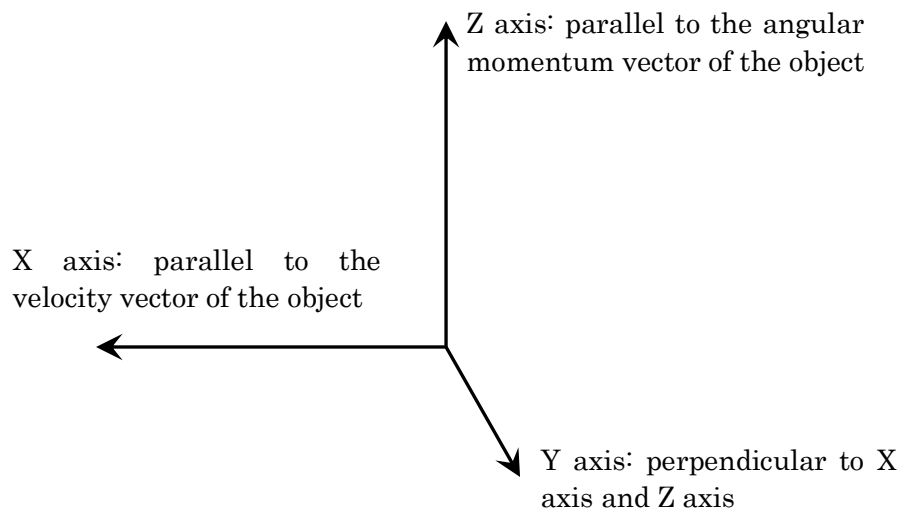 Z axis: parallel to the angular
momentum vector of the object
X axis: parallel to the
velocity vector of the object
Y axis: perpendicular to X
axis and Z axis